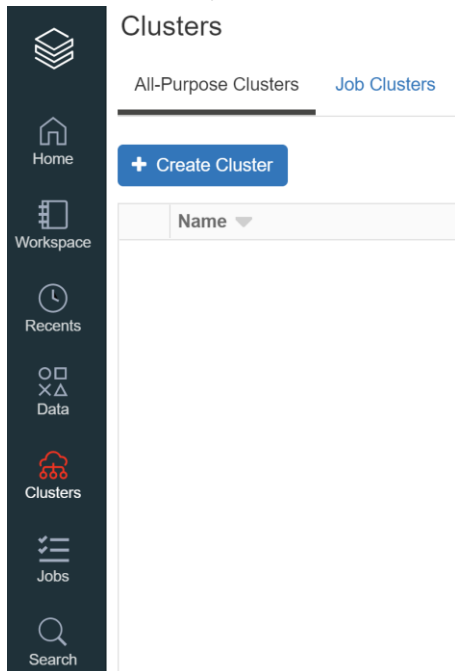 Clusters
All-Purpose Clusters Job Clusters
Home
+ Create Cluster
Name
Workspace
Recents
Data
Clusters
Jobs
Search